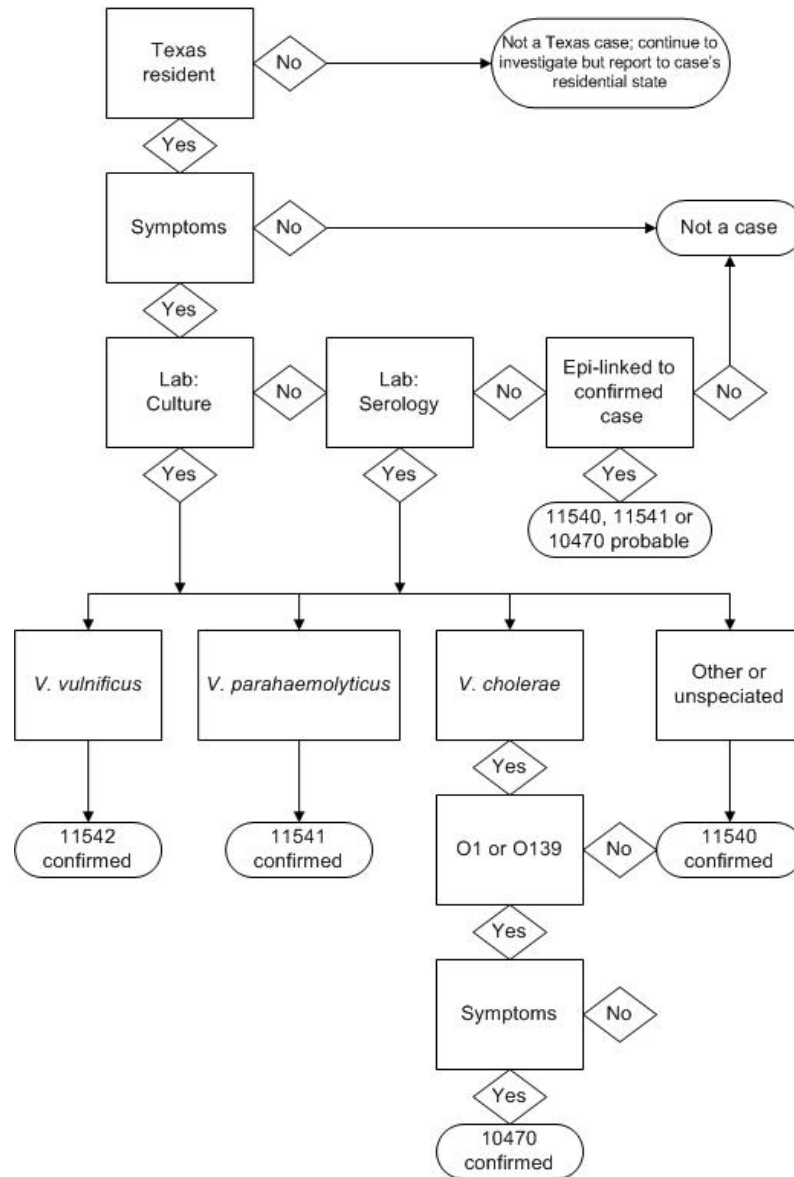 Texas
resident
No
Not a Texas case; continue to
investigate but report to case's
residential state
Yes
Symptoms
No
Not a case
Yes
Lab:
Culture
No
Lab:
Serology
No
Epi-linked to
confirmed
case
No
Yes
Yes
Yes
11540, 11541 or
10470 probable
V. vulnificus
V. parahaemolyticus
V. cholerae
Other or
unspeciated
Yes
11542
confirmed
11541
confirmed
O1 or O139
No
11540
confirmed
Yes
Symptoms
No
Yes
10470
confirmed